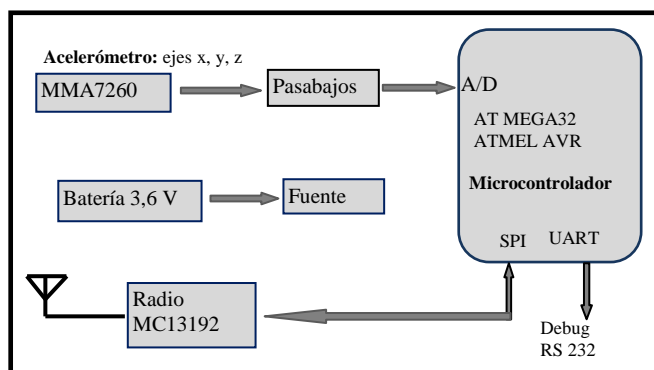 Acelerómetro: ejes x, y, z
MMA7260
Pasabajos
A/D
AT MEGA32
ATMEL AVR
Microcontrolador
Batería 3,6 V
Fuente
SPI
UART
Radio
MC13192
Debug
RS 232